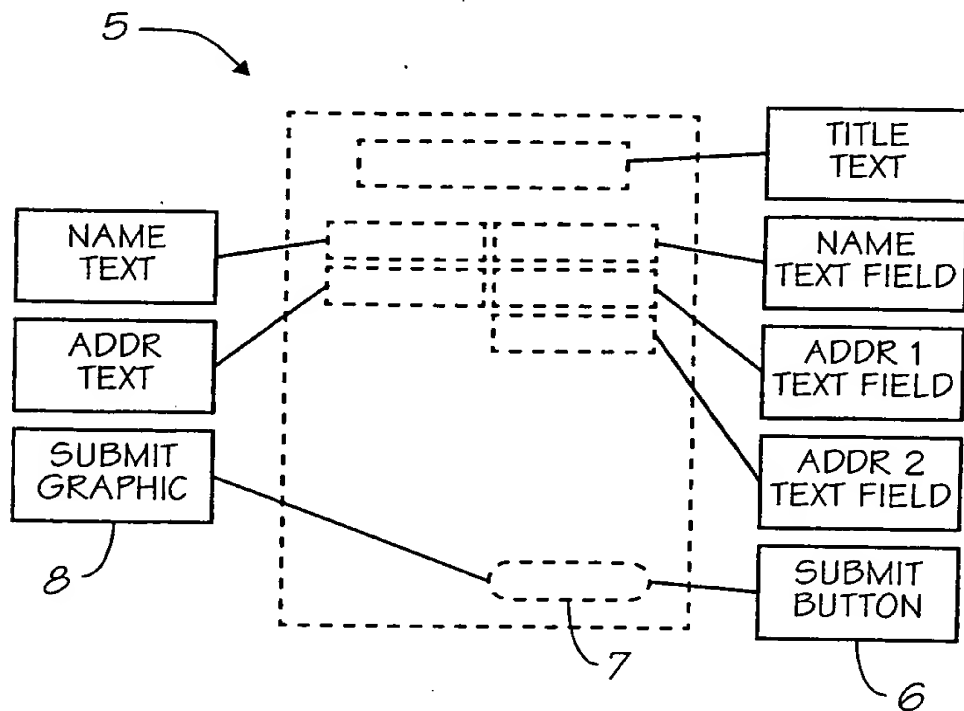 5
TITLE
TEXT
NAME
TEXT
NAME
TEXT FIELD
ADDR
TEXT
ADDR 1
TEXT FIELD
SUBMIT
GRAPHIC
ADDR 2
TEXT FIELD
8
SUBMIT
BUTTON
7
6